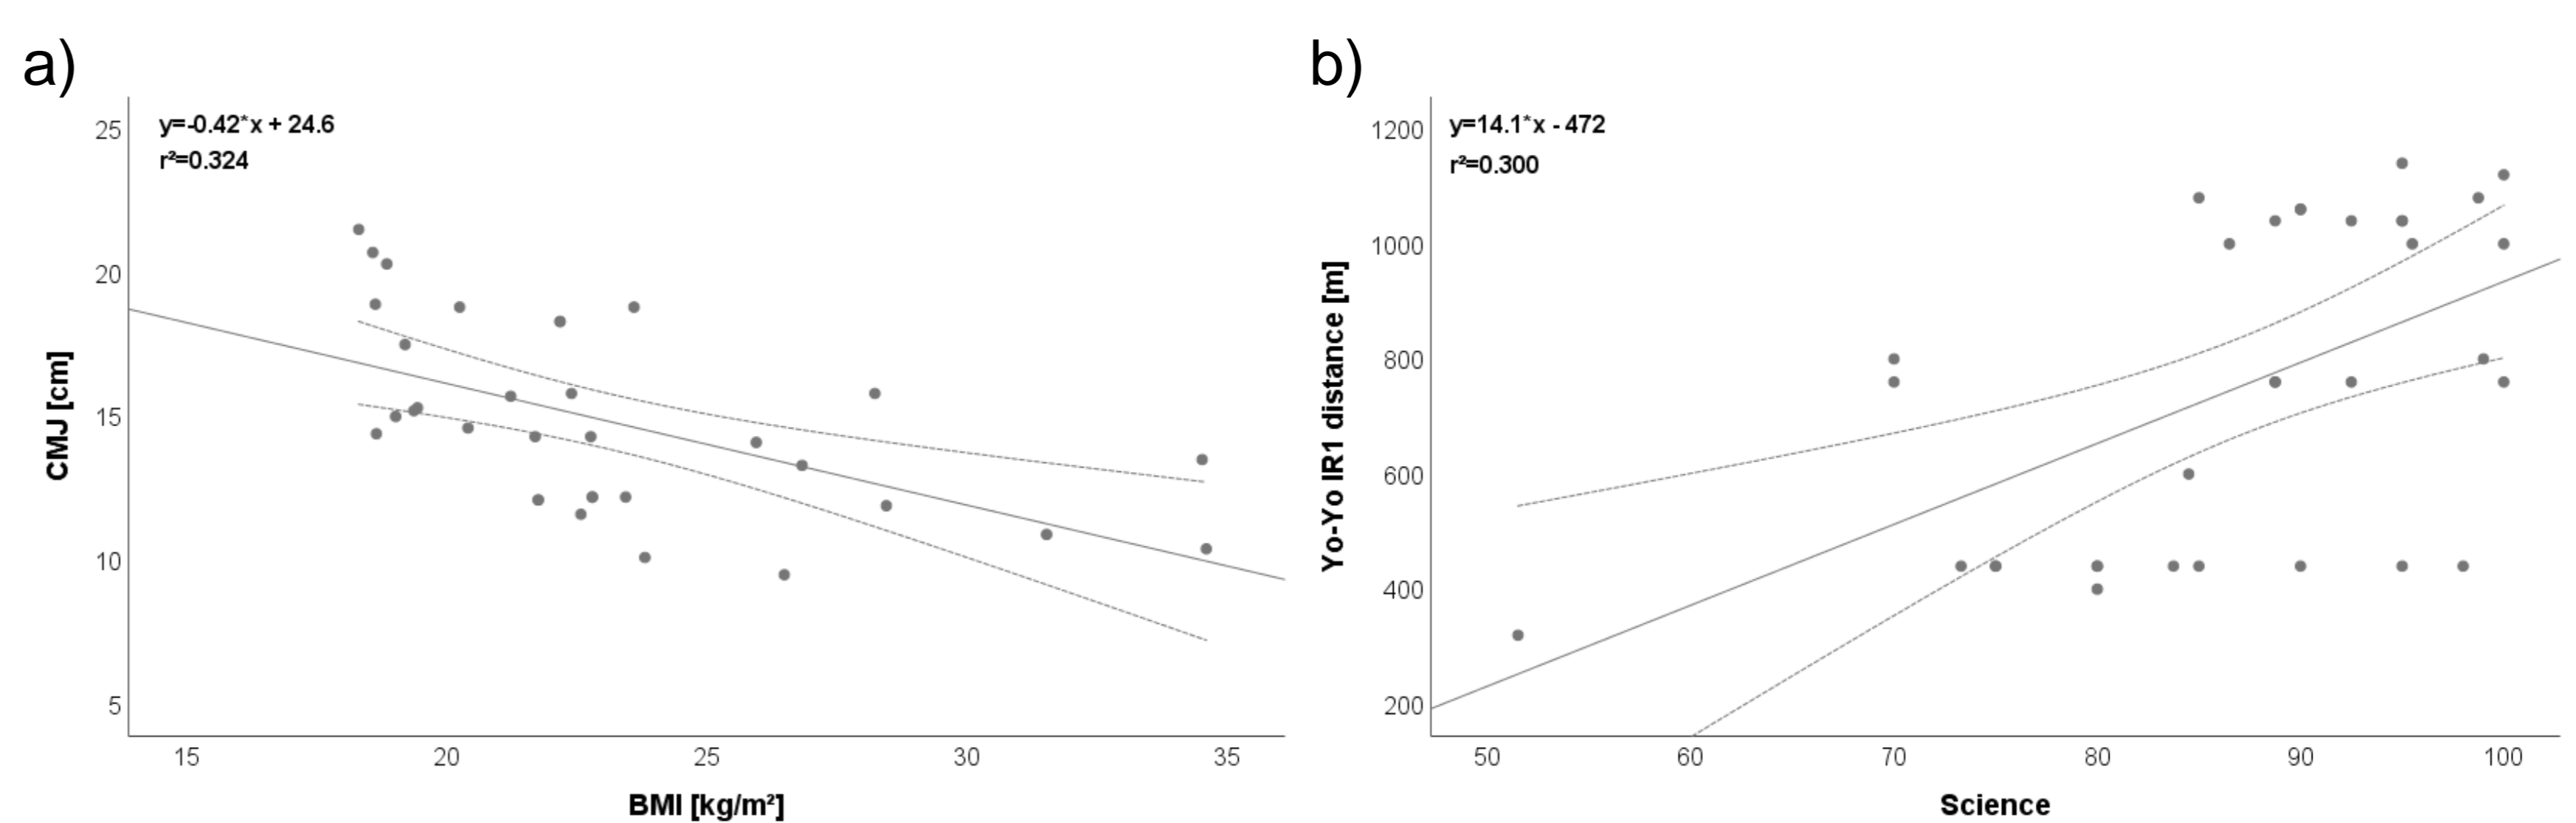 a)
y=-0.42*x + 24.6
r²=0.324
25
20
15
10
5
CMJ [cm]
15 20 25 30 35
BMI [kg/m²]
b)
y=14.1*x - 472
r²=0.300
1200
1000
800
600
400
200
Yo-Yo IR1 distance [m]
50 60 70 80 90 100
Science